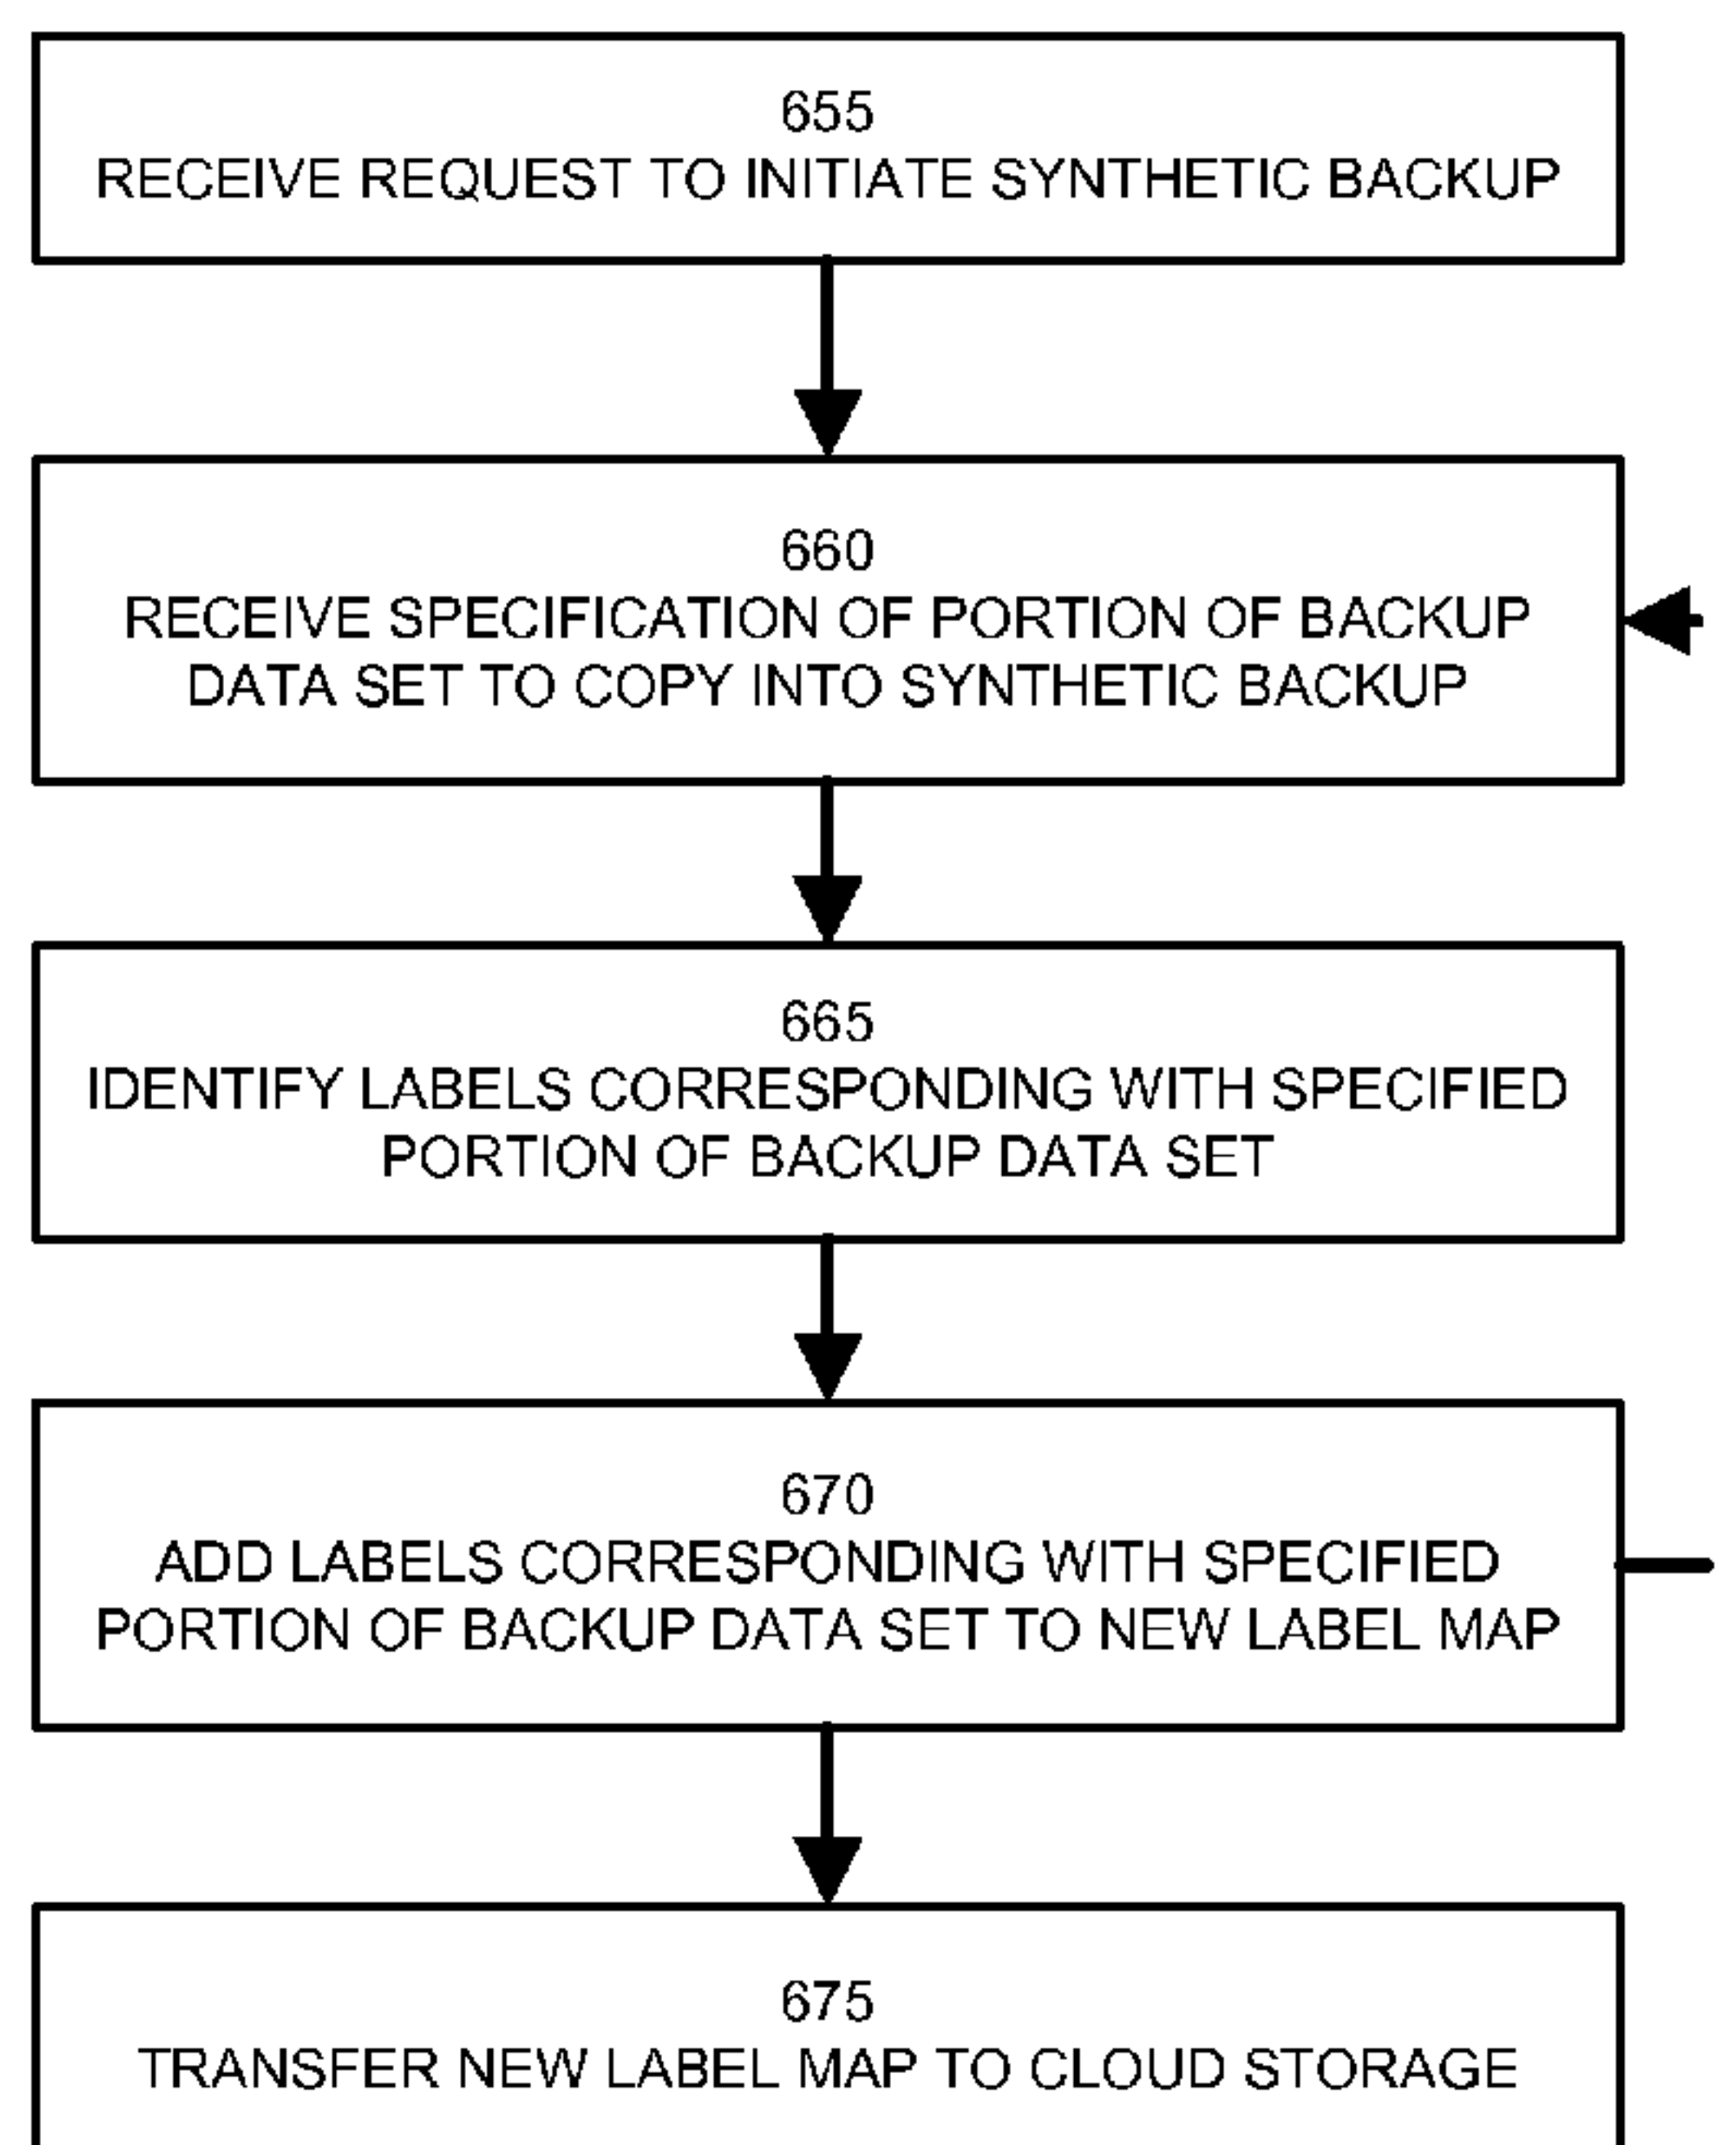 655
RECEIVE REQUEST TO INITIATE SYNTHETIC BACKUP
660
RECEIVE SPECIFICATION OF PORTION OF BACKUP
DATA SET TO COPY INTO SYNTHETIC BACKUP
665
IDENTIFY LABELS CORRESPONDING WITH SPECIFIED
PORTION OF BACKUP DATA SET
670
ADD LABELS CORRESPONDING WITH SPECIFIED
PORTION OF BACKUP DATA SET TO NEW LABEL MAP
675
TRANSFER NEW LABEL MAP TO CLOUD STORAGE